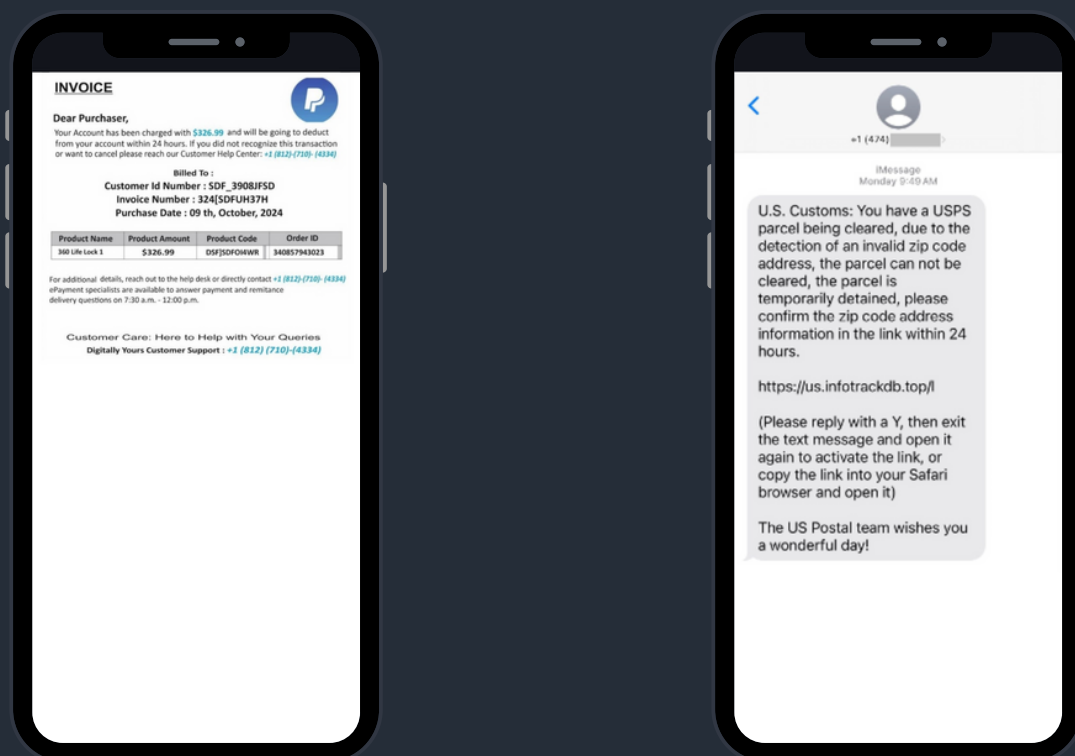 INVOICE
Dear Purchaser,
Your Account has been charged with $326.99 and will be going to deduct
from your account within 24 hours. If you did not recognize this transaction
or want to cancel please reach our Customer Help Center: +1 (812)-(710)- (4334)
Billed To :
Customer Id Number : SDF_3908JFSD
Invoice Number : 324[SDFUH37H
Purchase Date : 09 th, October, 2024
Product Name Product Amount Product Code Order ID
360 Life Lock 1 $326.99 DSF]SDFOI4WR 340857943023
For additional details, reach out to the help desk or directly contact +1 (812)-(710)- (4334)
ePayment specialists are available to answer payment and remitance
delivery questions on 7:30 a.m. - 12:00 p.m.
Customer Care: Here to Help with Your Queries
Digitally Yours Customer Support : +1 (812) (710)-(4334)
+1 (474)
iMessage
Monday 9:49 AM
U.S. Customs: You have a USPS
parcel being cleared, due to the
detection of an invalid zip code
address, the parcel can not be
cleared, the parcel is
temporarily detained, please
confirm the zip code address
information in the link within 24
hours.
https://us.infotrackdb.top/l
(Please reply with a Y, then exit
the text message and open it
again to activate the link, or
copy the link into your Safari
browser and open it)
The US Postal team wishes you
a wonderful day!